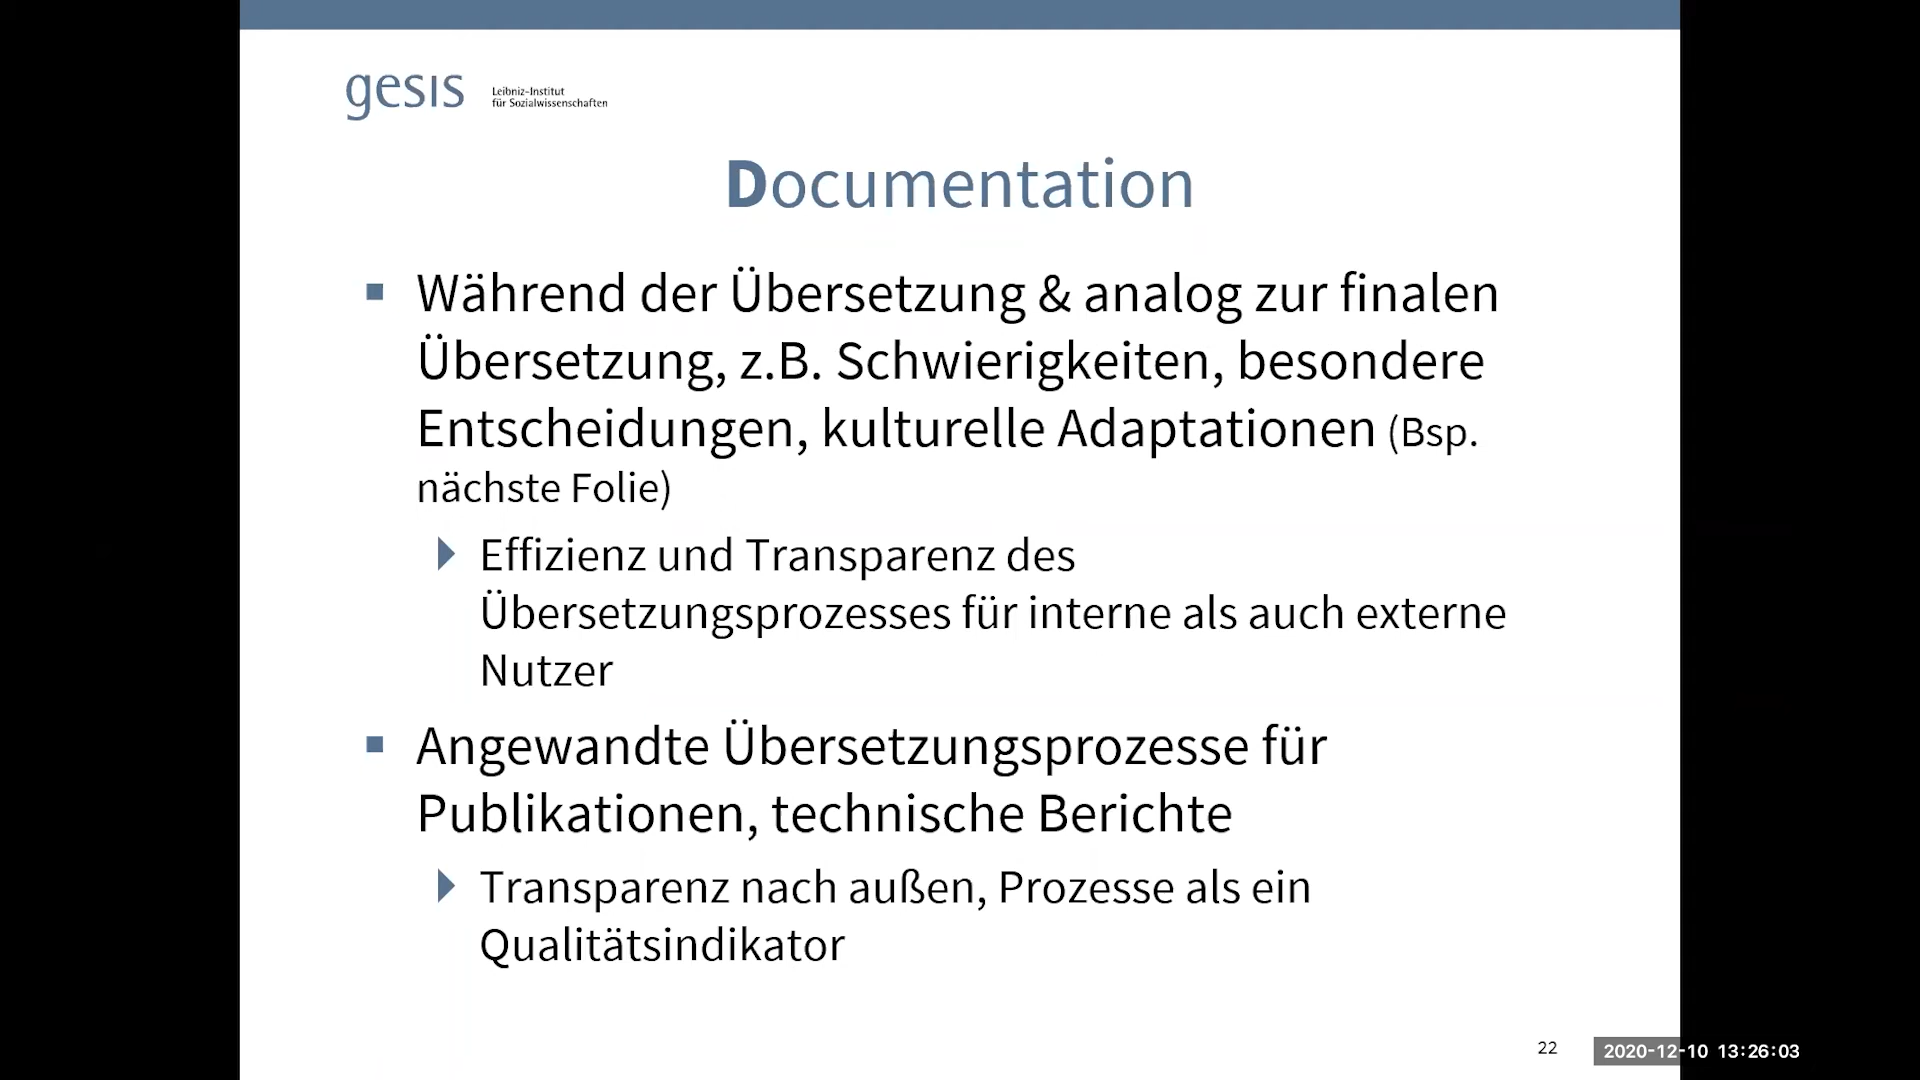 gesis
Leibniz-Institut
für Sozialwissenschaften
Documentation
Während der Übersetzung & analog zur finalen
Übersetzung, z.B. Schwierigkeiten, besondere
Entscheidungen, kulturelle Adaptationen (Bsp.
nächste Folie)
Effizienz und Transparenz des
Übersetzungsprozesses für interne als auch externe
Nutzer
Angewandte Übersetzungsprozesse für
Publikationen, technische Berichte
Transparenz nach außen, Prozesse als ein
Qualitätsindikator
22
2020-12-10 13:26:03